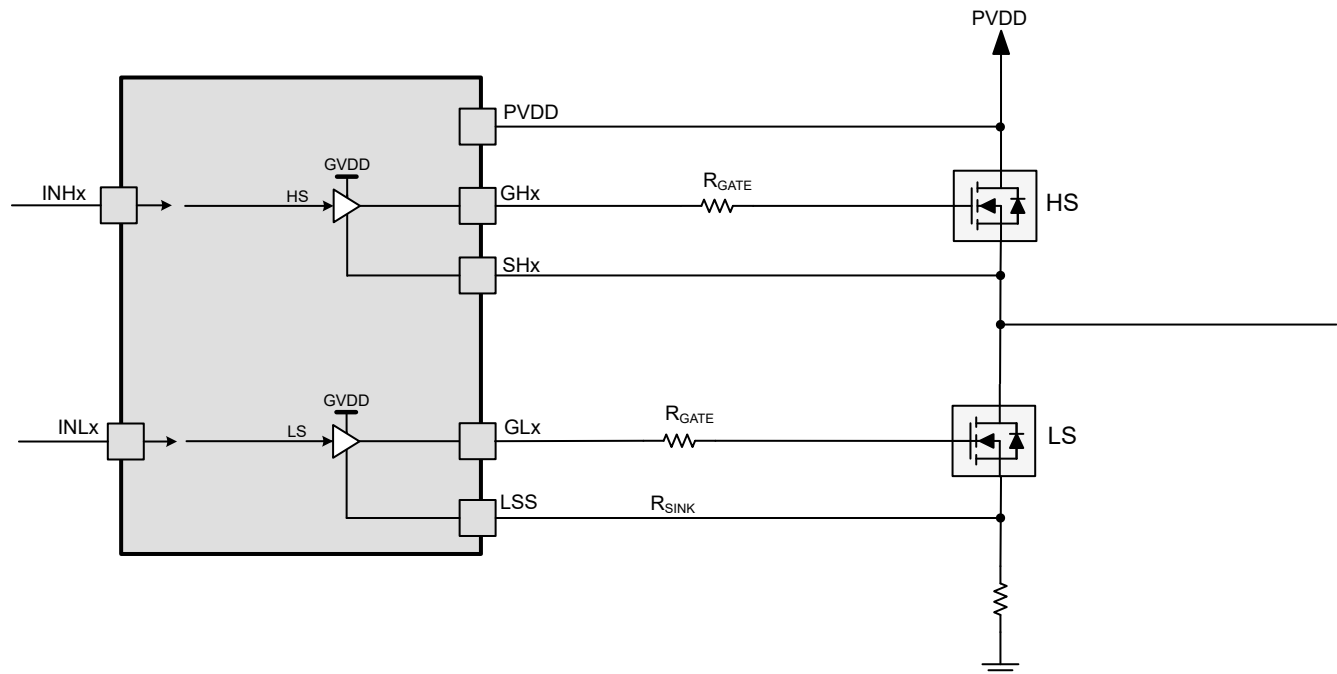 PVDD
PVDD
GVDD
INHx
HS
GHx
RGATE
HS
SHx
GVDD
RGATE
INLx
LS
GLx
LS
LSS
RSINK